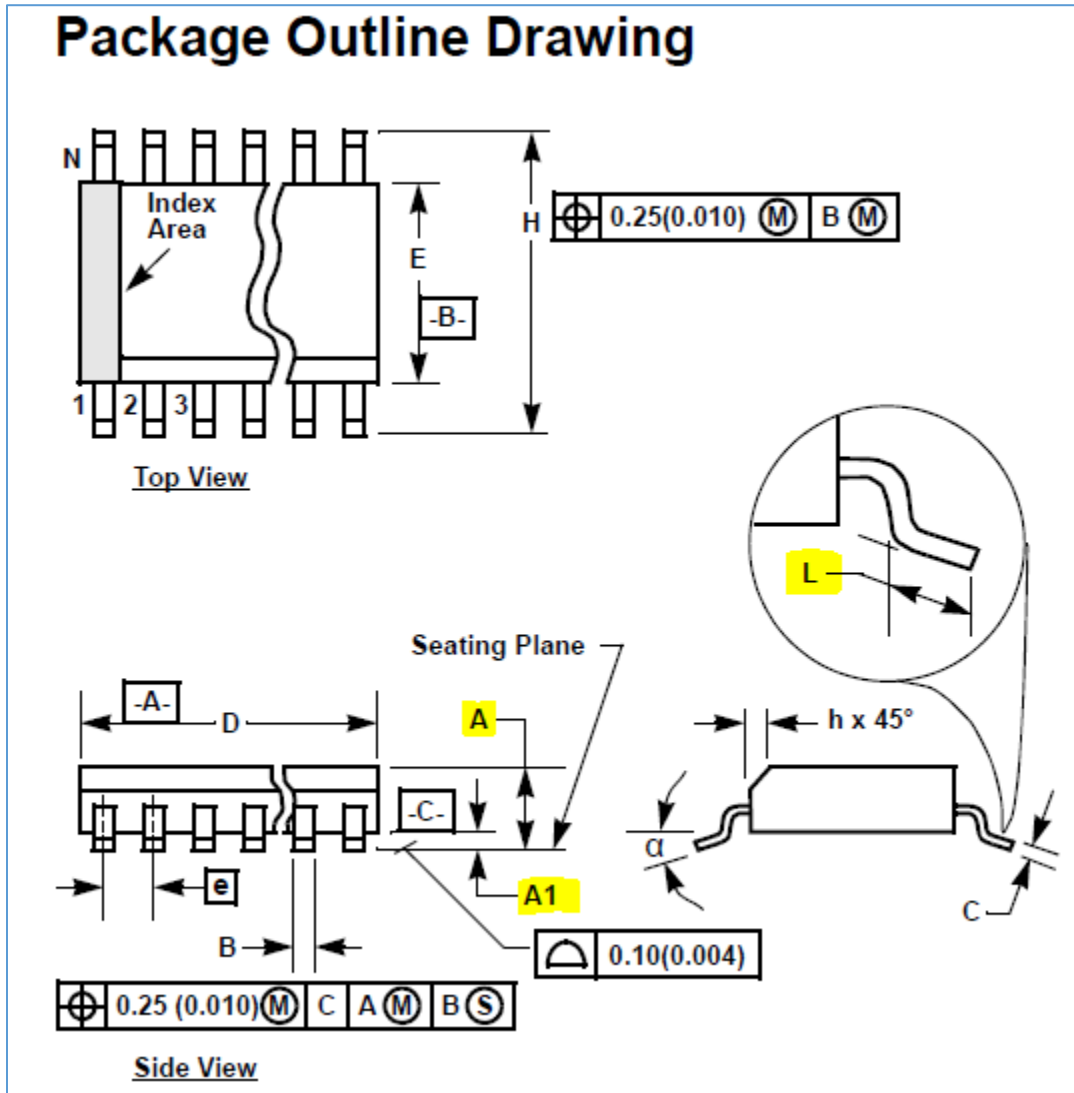 Package Outline Drawing
N
Index
Area
H
0.25(0.010) Ⓜ B Ⓜ
E
-B-
1 2 3
Top View
L
Seating Plane
-A-
D
A
h x 45°
-C-
α
e
A1
C
B
0.10(0.004)
0.25 (0.010)Ⓜ C A Ⓜ B Ⓢ
Side View